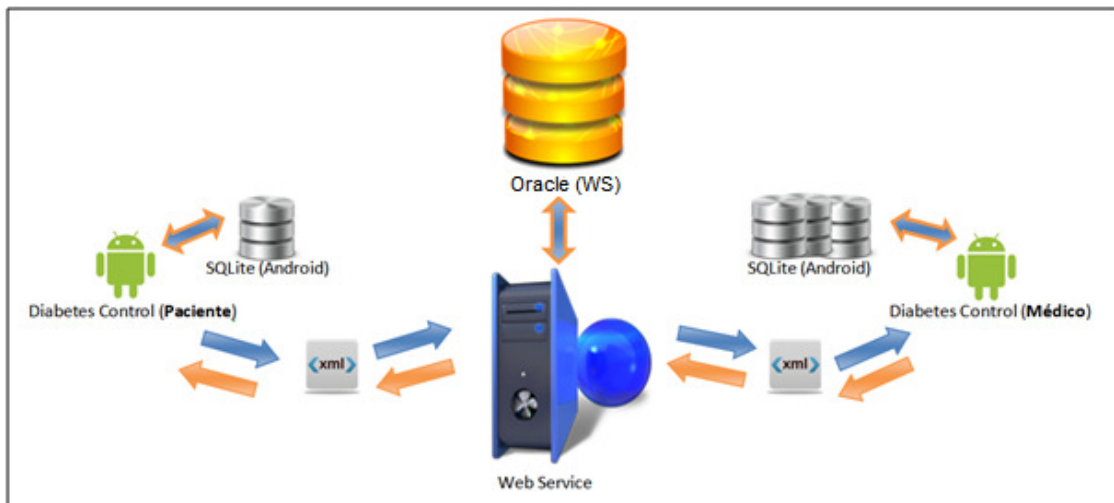 Oracle (WS)
SQLite (Android)
SQLite (Android)
Diabetes Control (Paciente)
Diabetes Control (Médico)
<xml>
<xml>
Web Service